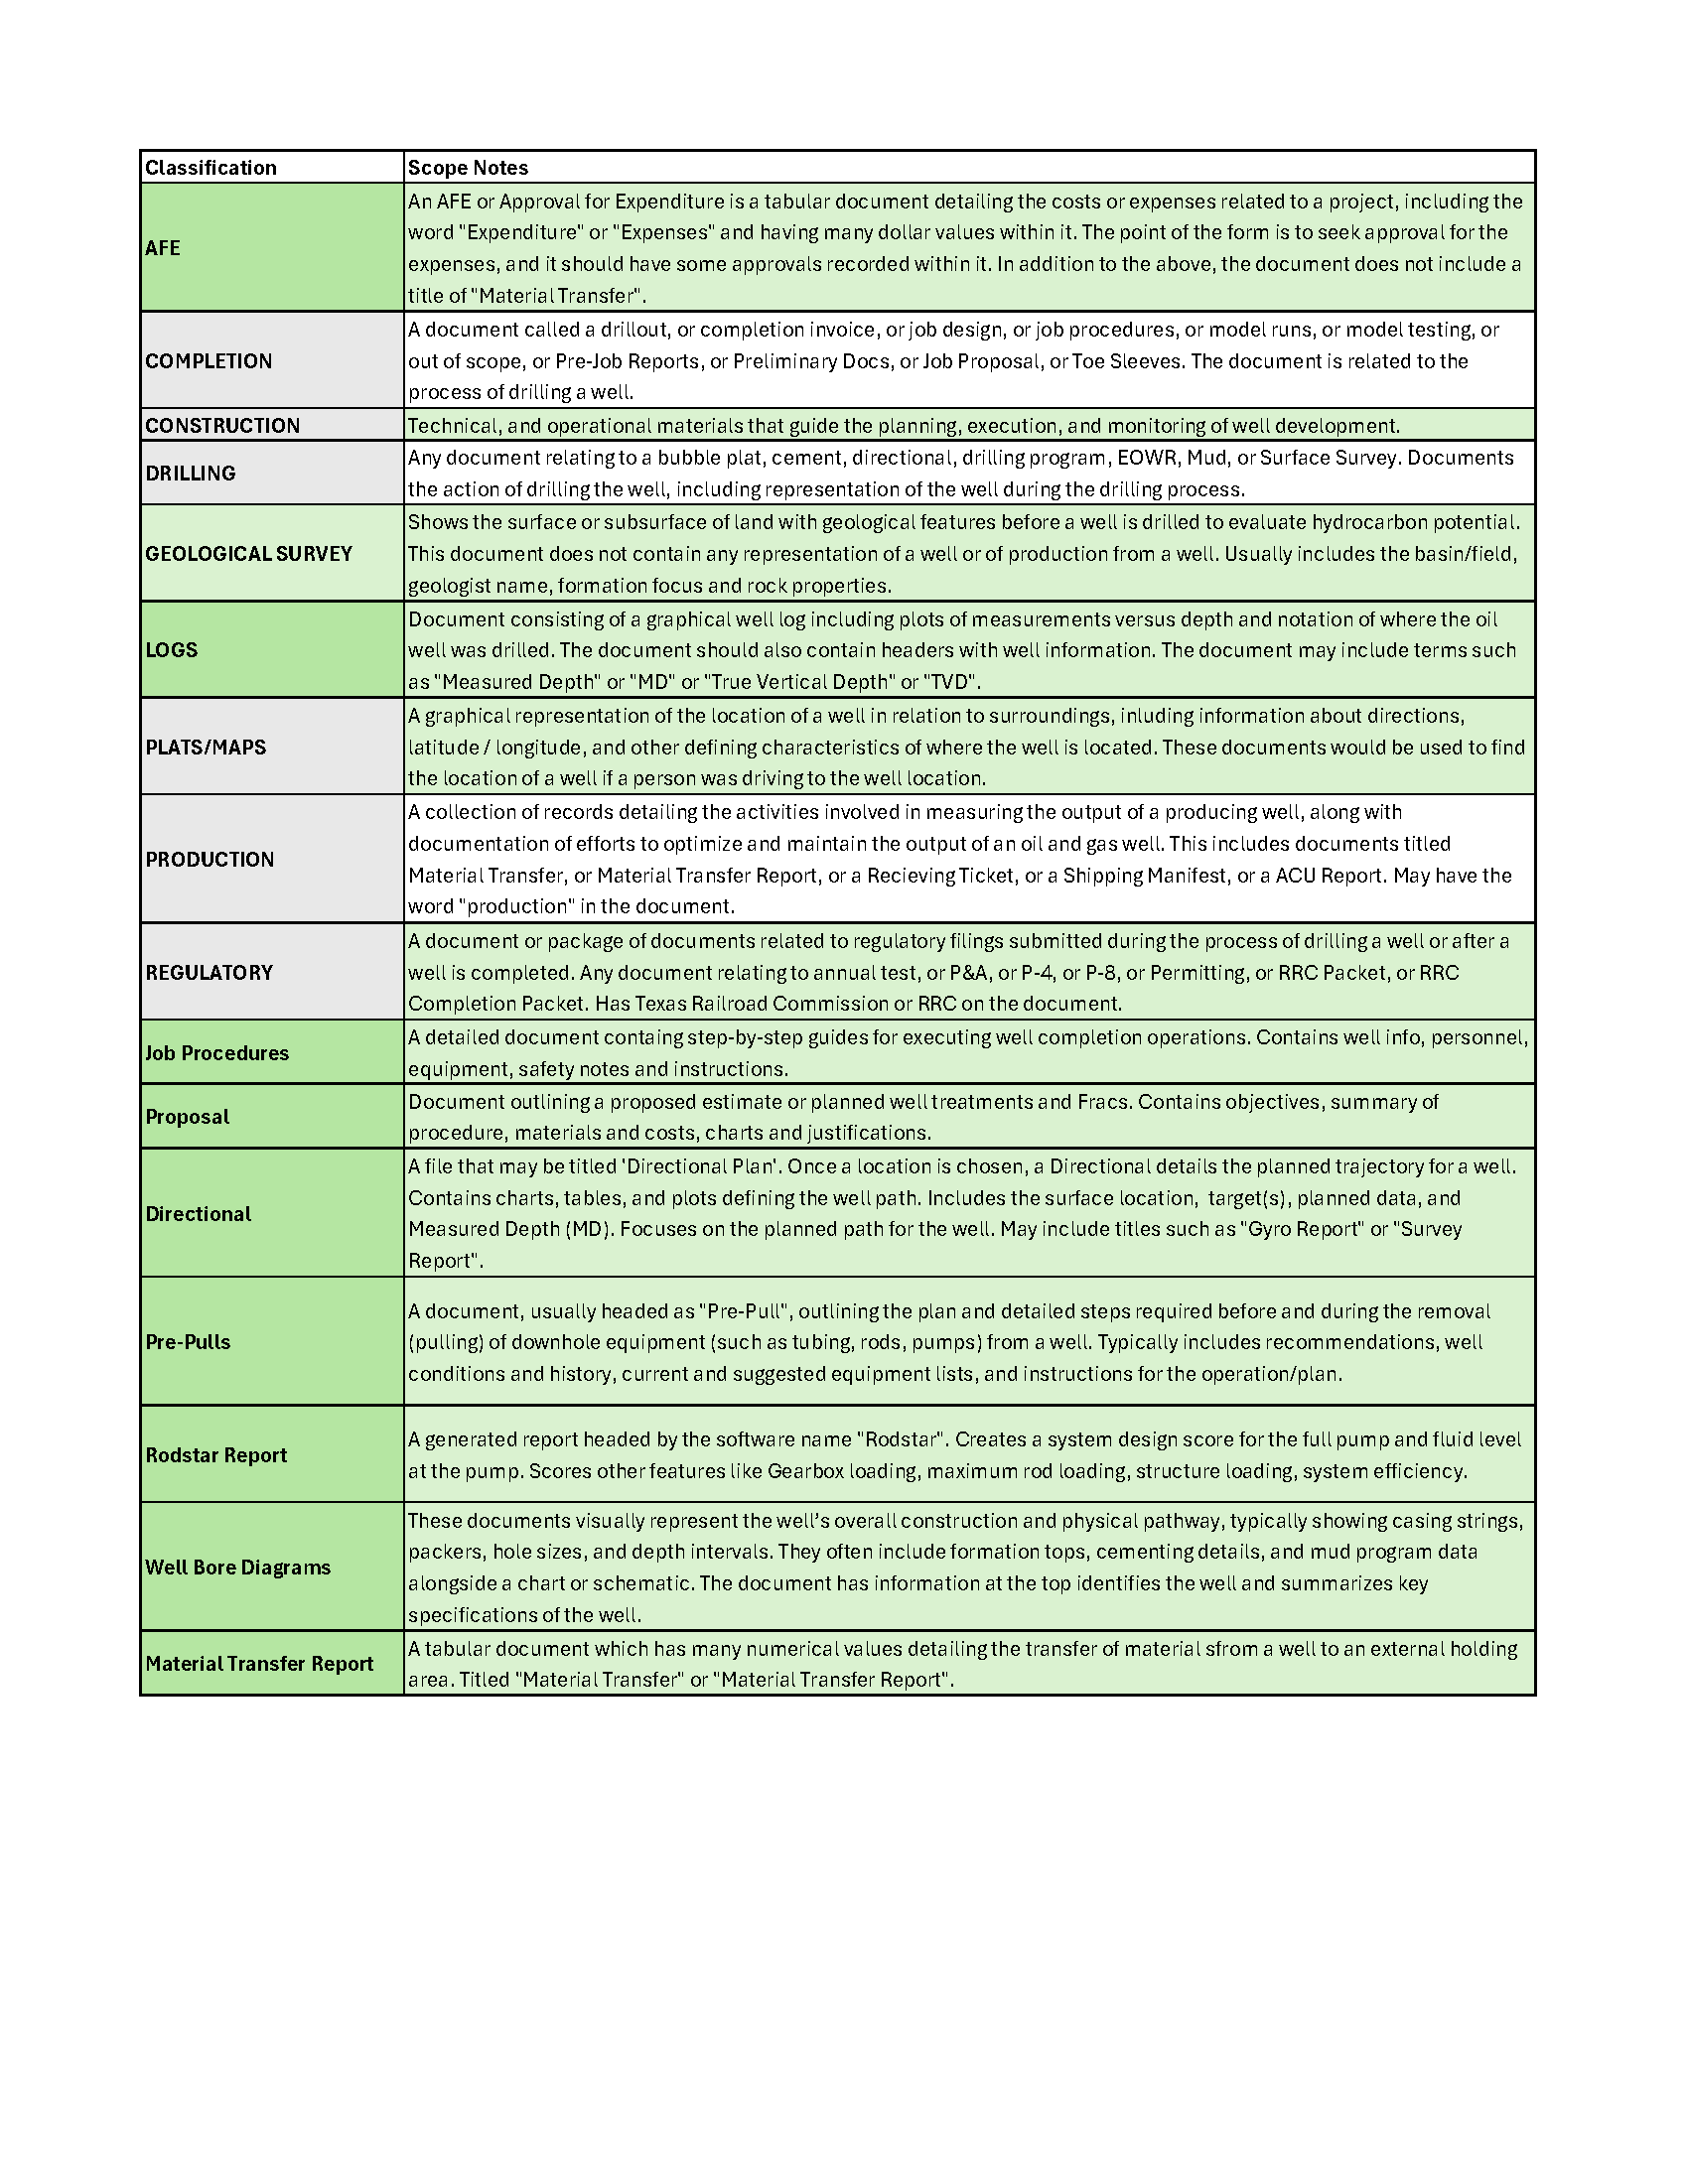 Classification Scope Notes
AFE
An AFE or Approval for Expenditure is a tabular document detailing the costs or expenses related to a project, including the
word "Expenditure" or "Expenses" and having many dollar values within it. The point of the form is to seek approval for the
expenses, and it should have some approvals recorded within it. In addition to the above, the document does not include a
title of "Material Transfer".
COMPLETION
A document called a drillout, or completion invoice, or job design, or job procedures, or model runs, or model testing, or
out of scope, or Pre-Job Reports, or Preliminary Docs, or Job Proposal, or Toe Sleeves. The document is related to the
process of drilling a well.
CONSTRUCTION
Technical, and operational materials that guide the planning, execution, and monitoring of well development.
DRILLING
Any document relating to a bubble plat, cement, directional, drilling program, EOWR, Mud, or Surface Survey. Documents
the action of drilling the well, including representation of the well during the drilling process.
GEOLOGICAL SURVEY
Shows the surface or subsurface of land with geological features before a well is drilled to evaluate hydrocarbon potential.
This document does not contain any representation of a well or of production from a well. Usually includes the basin/field,
geologist name, formation focus and rock properties.
LOGS
Document consisting of a graphical well log including plots of measurements versus depth and notation of where the oil
well was drilled. The document should also contain headers with well information. The document may include terms such
as "Measured Depth" or "MD" or "True Vertical Depth" or "TVD".
PLATS/MAPS
A graphical representation of the location of a well in relation to surroundings, inluding information about directions,
latitude / longitude, and other defining characteristics of where the well is located. These documents would be used to find
the location of a well if a person was driving to the well location.
PRODUCTION
A collection of records detailing the activities involved in measuring the output of a producing well, along with
documentation of efforts to optimize and maintain the output of an oil and gas well. This includes documents titled
Material Transfer, or Material Transfer Report, or a Recieving Ticket, or a Shipping Manifest, or a ACU Report. May have the
word "production" in the document.
REGULATORY
A document or package of documents related to regulatory filings submitted during the process of drilling a well or after a
well is completed. Any document relating to annual test, or P&A, or P-4, or P-8, or Permitting, or RRC Packet, or RRC
Completion Packet. Has Texas Railroad Commission or RRC on the document.
Job Procedures
A detailed document containg step-by-step guides for executing well completion operations. Contains well info, personnel,
equipment, safety notes and instructions.
Proposal
Document outlining a proposed estimate or planned well treatments and Fracs. Contains objectives, summary of
procedure, materials and costs, charts and justifications.
Directional
A file that may be titled 'Directional Plan'. Once a location is chosen, a Directional details the planned trajectory for a well.
Contains charts, tables, and plots defining the well path. Includes the surface location, target(s), planned data, and
Measured Depth (MD). Focuses on the planned path for the well. May include titles such as "Gyro Report" or "Survey
Report".
Pre-Pulls
A document, usually headed as "Pre-Pull", outlining the plan and detailed steps required before and during the removal
(pulling) of downhole equipment (such as tubing, rods, pumps) from a well. Typically includes recommendations, well
conditions and history, current and suggested equipment lists, and instructions for the operation/plan.
Rodstar Report
A generated report headed by the software name "Rodstar". Creates a system design score for the full pump and fluid level
at the pump. Scores other features like Gearbox loading, maximum rod loading, structure loading, system efficiency.
Well Bore Diagrams
These documents visually represent the well’s overall construction and physical pathway, typically showing casing strings,
packers, hole sizes, and depth intervals. They often include formation tops, cementing details, and mud program data
alongside a chart or schematic. The document has information at the top identifies the well and summarizes key
specifications of the well.
Material Transfer Report
A tabular document which has many numerical values detailing the transfer of material sfrom a well to an external holding
area. Titled "Material Transfer" or "Material Transfer Report".